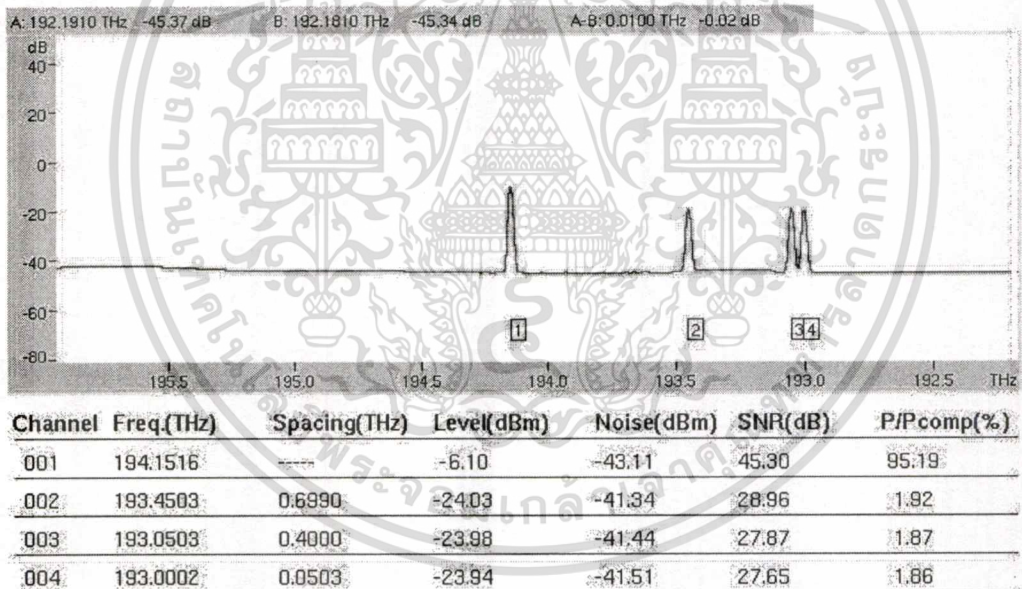 A: 192.1910 THz -45.37 dB B: 192.1810 THz -45.34 dB A-B: 0.0100 THz -0.02 dB
dB
40
20
0
-20
-40
-60
-80
1 2 3 4
195.5 195.0 194.5 194.0 193.5 193.0 192.5 THz
Channel Freq.(THz) Spacing(THz) Level(dBm) Noise(dBm) SNR(dB) P/Pcomp(%)
001 194.1516 ----- -6.10 -43.11 45.30 95.19
002 193.4503 0.6990 -24.03 -41.34 28.96 1.92
003 193.0503 0.4000 -23.98 -41.44 27.87 1.87
004 193.0002 0.0503 -23.94 -41.51 27.65 1.86